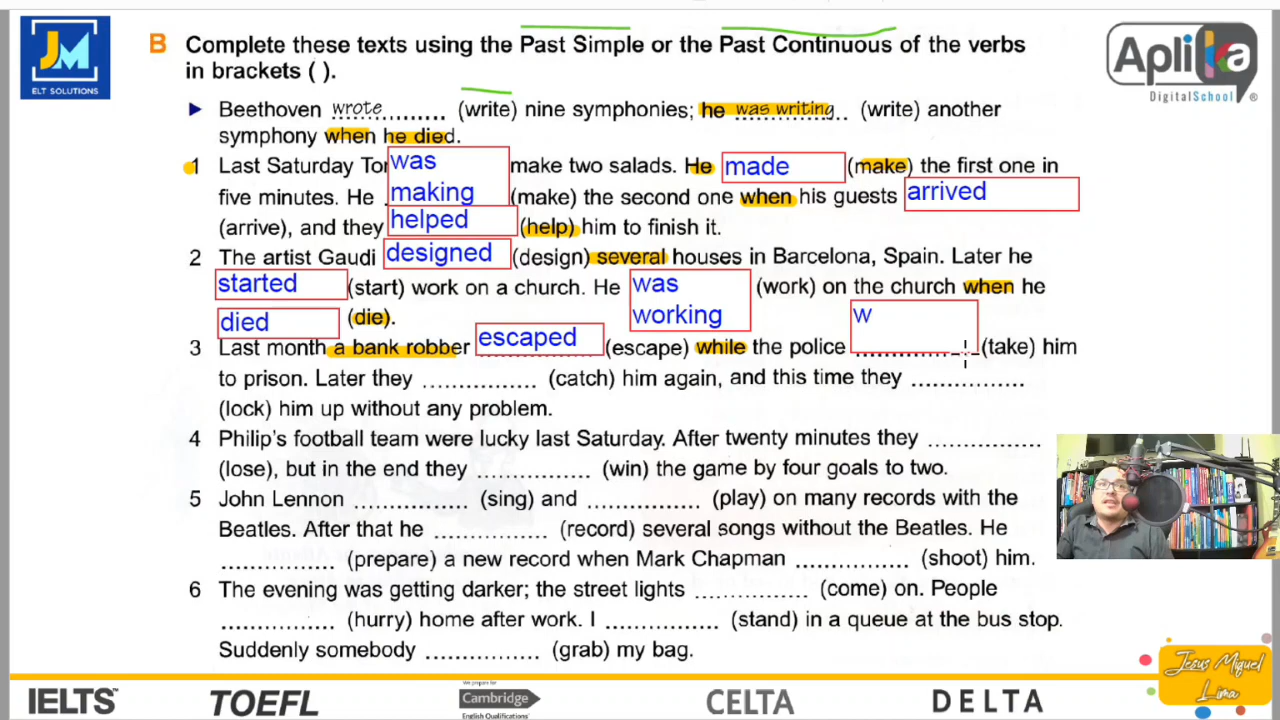 JM
ELT SOLUTIONS
Aplika
DigitalSchool ®
B Complete these texts using the Past Simple or the Past Continuous of the verbs
in brackets ( ).
► Beethoven wrote.......... (write) nine symphonies; he was writing.. (write) another
symphony when he died.
1 Last Saturday Tom was make two salads. He made (make) the first one in
five minutes. He making (make) the second one when his guests arrived
(arrive), and they helped (help) him to finish it.
2 The artist Gaudi designed (design) several houses in Barcelona, Spain. Later he
started (start) work on a church. He was working (work) on the church when he
died (die).
3 Last month a bank robber escaped (escape) while the police w ............... (take) him
to prison. Later they ............... (catch) him again, and this time they ...............
(lock) him up without any problem.
4 Philip's football team were lucky last Saturday. After twenty minutes they ...............
(lose), but in the end they ............... (win) the game by four goals to two.
5 John Lennon ............... (sing) and ............... (play) on many records with the
Beatles. After that he ............... (record) several songs without the Beatles. He
............... (prepare) a new record when Mark Chapman ............... (shoot) him.
6 The evening was getting darker; the street lights ............... (come) on. People
............... (hurry) home after work. I ............... (stand) in a queue at the bus stop.
Suddenly somebody ............... (grab) my bag.
Jesus Miguel
Lima
IELTS™ TOEFL We prepare for Cambridge English Qualifications CELTA DELTA